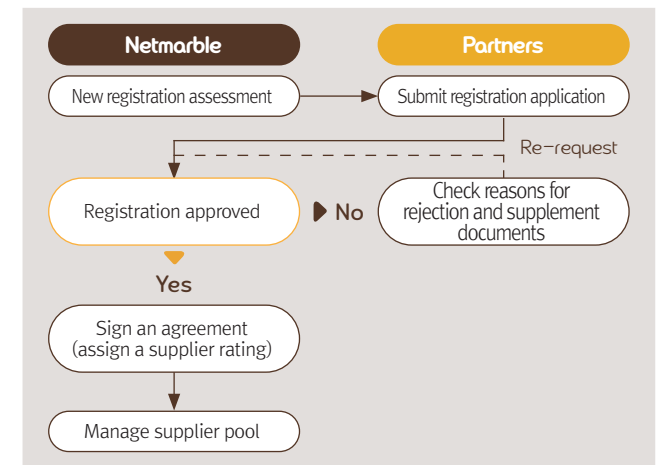 Netmarble
Partners
New registration assessment
Submit registration application
Re-request
Registration approved
No
Check reasons for
rejection and supplement
documents
Yes
Sign an agreement
(assign a supplier rating)
Manage supplier pool